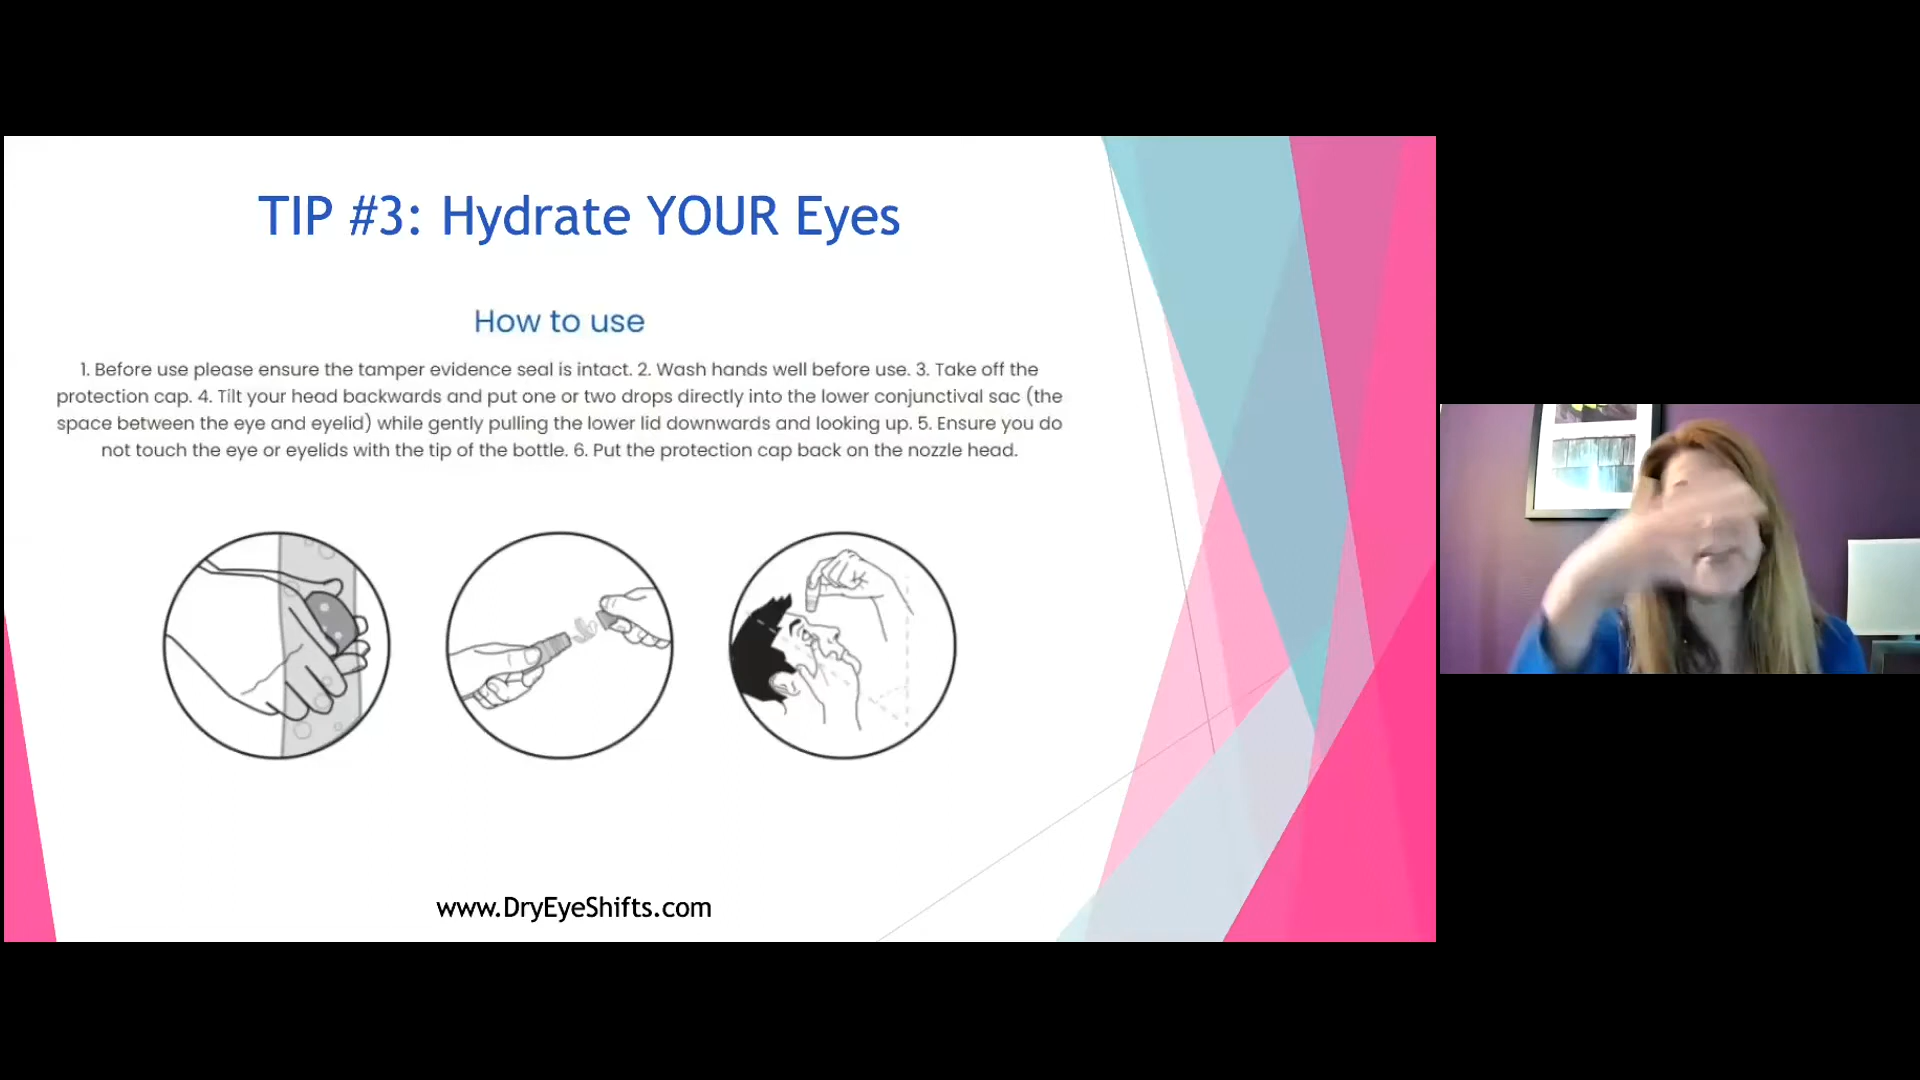 TIP #3: Hydrate YOUR Eyes
How to use
1. Before use please ensure the tamper evidence seal is intact. 2. Wash hands well before use. 3. Take off the
protection cap. 4. Tilt your head backwards and put one or two drops directly into the lower conjunctival sac (the
space between the eye and eyelid) while gently pulling the lower lid downwards and looking up. 5. Ensure you do
not touch the eye or eyelids with the tip of the bottle. 6. Put the protection cap back on the nozzle head.
www.DryEyeShifts.com